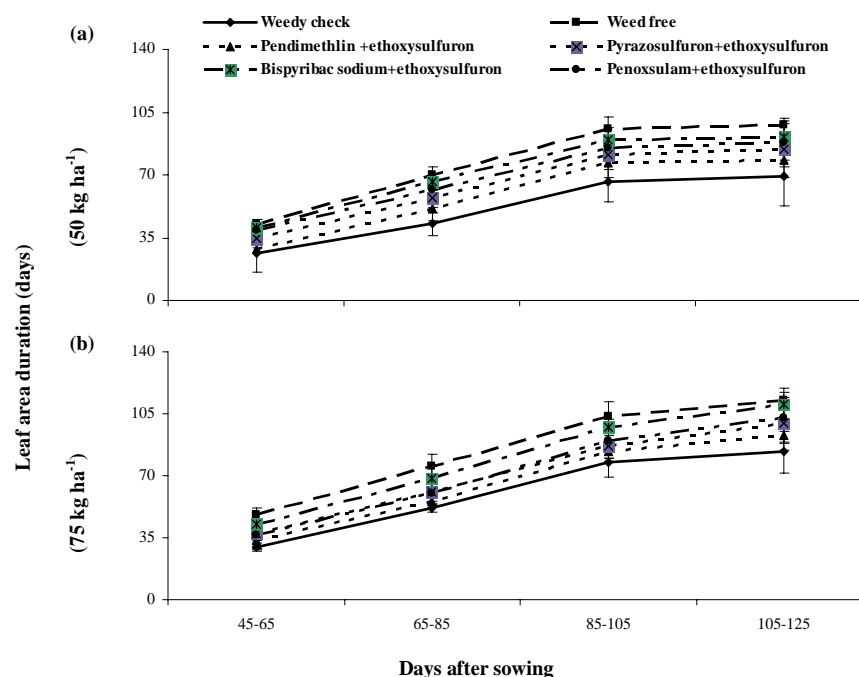 Weedy check
Weed free
Pendimethlin +ethoxysulfuron
Pyrazosulfuron+ethoxysulfuron
Bispyribac sodium+ethoxysulfuron
Penoxsulam+ethoxysulfuron
(a)
140
105
70
35
0
(50 kg ha-1)
Leaf area duration (days)
(b)
140
105
70
35
0
(75 kg ha-1)
45-65
65-85
85-105
105-125
Days after sowing